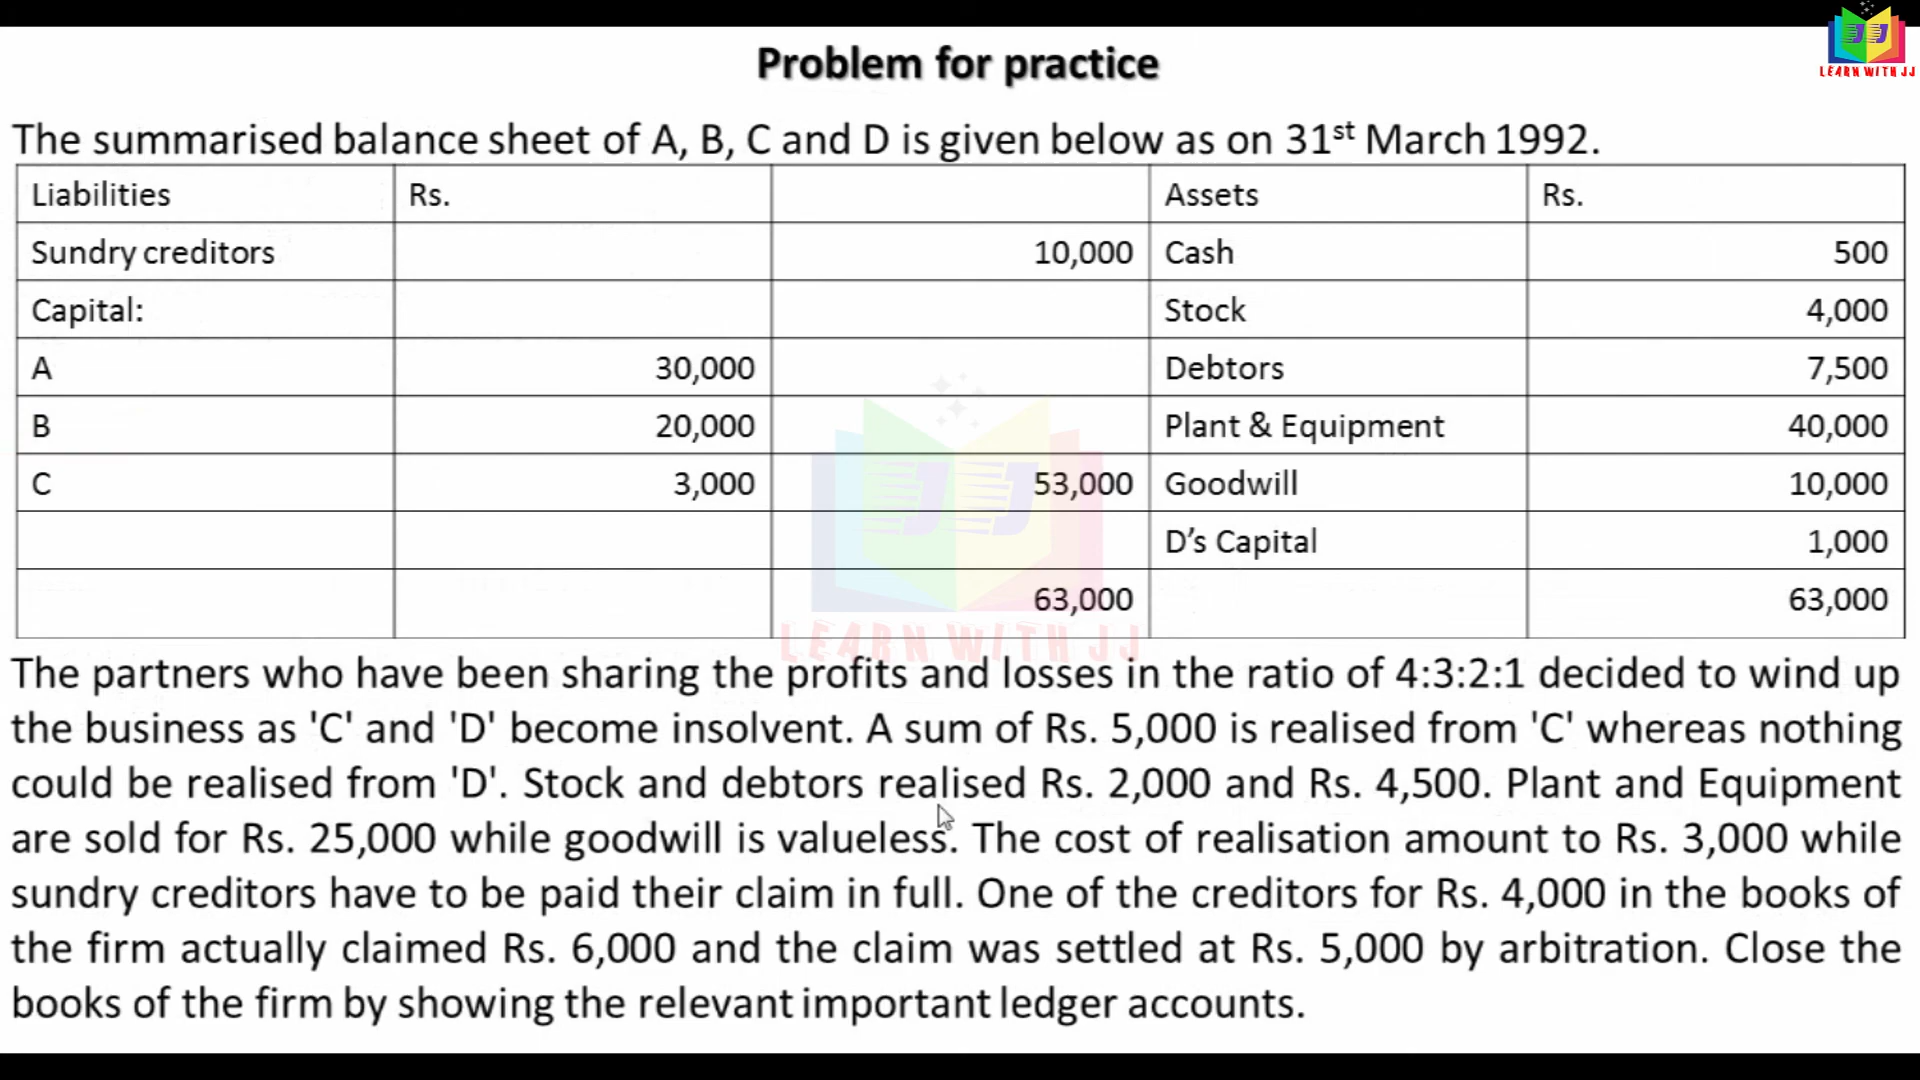 LEARN WITH JJ
Problem for practice
The summarised balance sheet of A, B, C and D is given below as on 31st March 1992.
Liabilities Rs. Assets Rs.
Sundry creditors 10,000 Cash 500
Capital: Stock 4,000
A 30,000 Debtors 7,500
B 20,000 Plant & Equipment 40,000
C 3,000 53,000 Goodwill 10,000
D's Capital 1,000
63,000 63,000
LEARN WITH JJ
The partners who have been sharing the profits and losses in the ratio of 4:3:2:1 decided to wind up
the business as 'C' and 'D' become insolvent. A sum of Rs. 5,000 is realised from 'C' whereas nothing
could be realised from 'D'. Stock and debtors realised Rs. 2,000 and Rs. 4,500. Plant and Equipment
are sold for Rs. 25,000 while goodwill is valueless. The cost of realisation amount to Rs. 3,000 while
sundry creditors have to be paid their claim in full. One of the creditors for Rs. 4,000 in the books of
the firm actually claimed Rs. 6,000 and the claim was settled at Rs. 5,000 by arbitration. Close the
books of the firm by showing the relevant important ledger accounts.